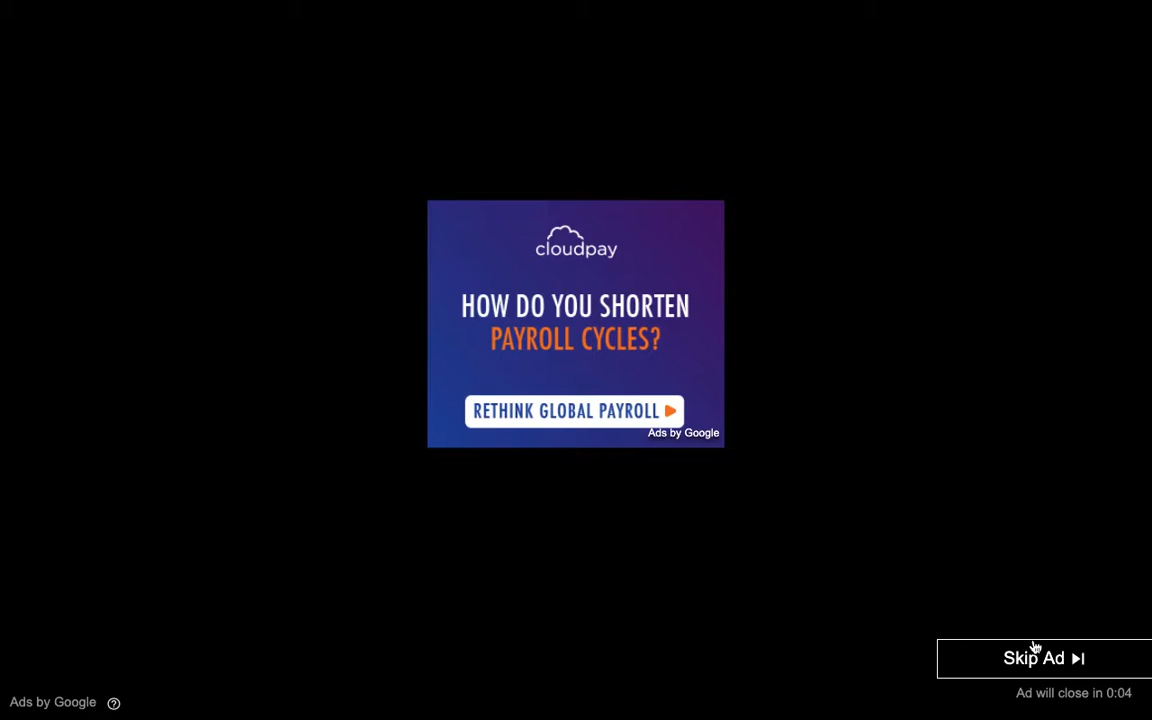 cloudpay
HOW DO YOU SHORTEN
PAYROLL CYCLES?
RETHINK GLOBAL PAYROLL
Ads by Google
Skip Ad
Ad will close in 0:04
Ads by Google ?